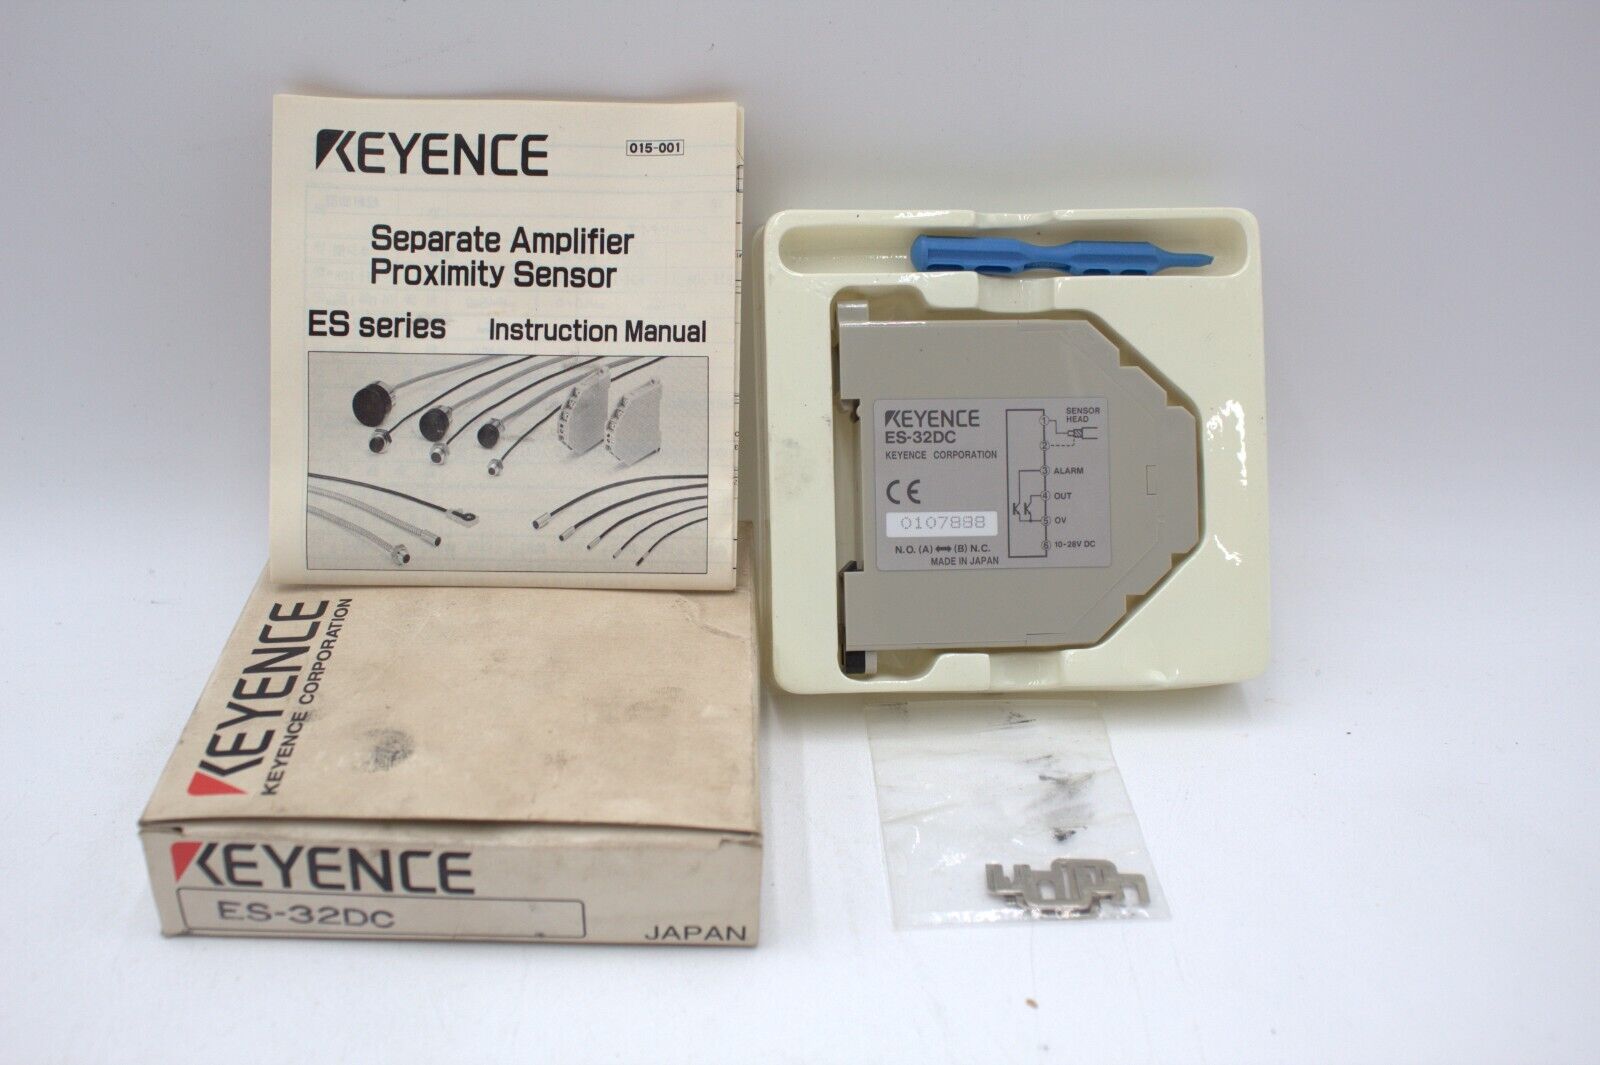 KEYENCE
015-001
Separate Amplifier
Proximity Sensor
ES series Instruction Manual
KEYENCE
KEYENCE CORPORATION
KEYENCE
ES-32DC
JAPAN
KEYENCE
ES-32DC
KEYENCE CORPORATION
CE
0107888
N.O. (A) ⟷ (B) N.C.
MADE IN JAPAN
SENSOR
HEAD
1
2
3 ALARM
4 OUT
5 0V
6 10-28V DC